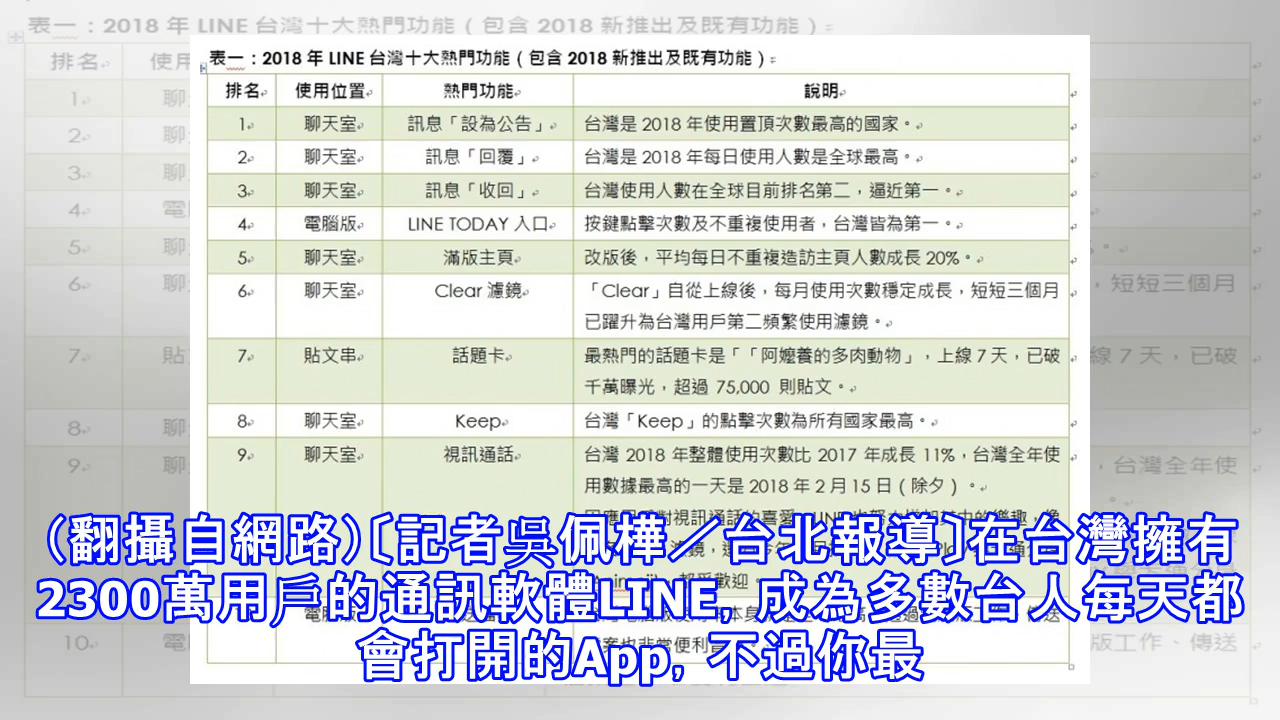 表一：2018 年 LINE 台灣十大熱門功能（包含 2018 新推出及既有功能）
排名 使用位置 熱門功能 說明
1 聊天室 訊息「設為公告」 台灣是 2018 年使用置頂次數最高的國家。
2 聊天室 訊息「回覆」 台灣是 2018 年每日使用人數是全球最高。
3 聊天室 訊息「收回」 台灣使用人數在全球目前排名第二，逼近第一。
4 電腦版 LINE TODAY 入口 按鍵點擊次數及不重複使用者，台灣皆為第一。
5 聊天室 滿版主頁 改版後，平均每日不重複造訪主頁人數成長 20%。
6 聊天室 Clear 濾鏡 「Clear」自從上線後，每月使用次數穩定成長，短短三個月
已躍升為台灣用戶第二頻繁使用濾鏡。
7 貼文串 話題卡 最熱門的話題卡是「「阿嬤養的多肉動物」，上線 7 天，已破
千萬曝光，超過 75,000 則貼文。
8 聊天室 Keep 台灣「Keep」的點擊次數為所有國家最高。
9 聊天室 視訊通話 台灣 2018 年整體使用次數比 2017 年成長 11%，台灣全年使
用數據最高的一天是 2018 年 2 月 15 日（除夕）。
（翻攝自網路）〔記者吳佩樺／台北報導〕在台灣擁有
2300萬用戶的通訊軟體LINE, 成為多數台人每天都
會打開的App, 不過你最